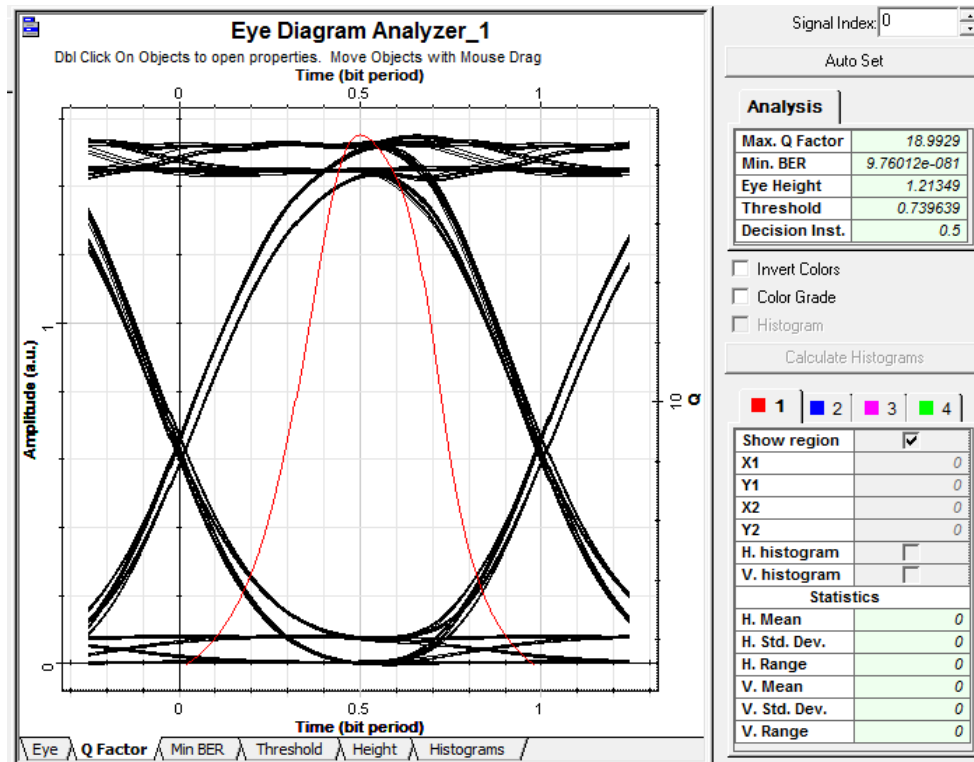 Eye Diagram Analyzer_1
Dbl Click On Objects to open properties. Move Objects with Mouse Drag
Time (bit period)
0 0.5 1
Amplitude (a.u.)
1
0
10
Q
0 0.5 1
Time (bit period)
Eye Q Factor Min BER Threshold Height Histograms
Signal Index: 0
Auto Set
Analysis
Max. Q Factor 18.9929
Min. BER 9.76012e-081
Eye Height 1.21349
Threshold 0.739639
Decision Inst. 0.5
Invert Colors
Color Grade
Histogram
Calculate Histograms
1 2 3 4
Show region
X1 0
Y1 0
X2 0
Y2 0
H. histogram
V. histogram
Statistics
H. Mean 0
H. Std. Dev. 0
H. Range 0
V. Mean 0
V. Std. Dev. 0
V. Range 0